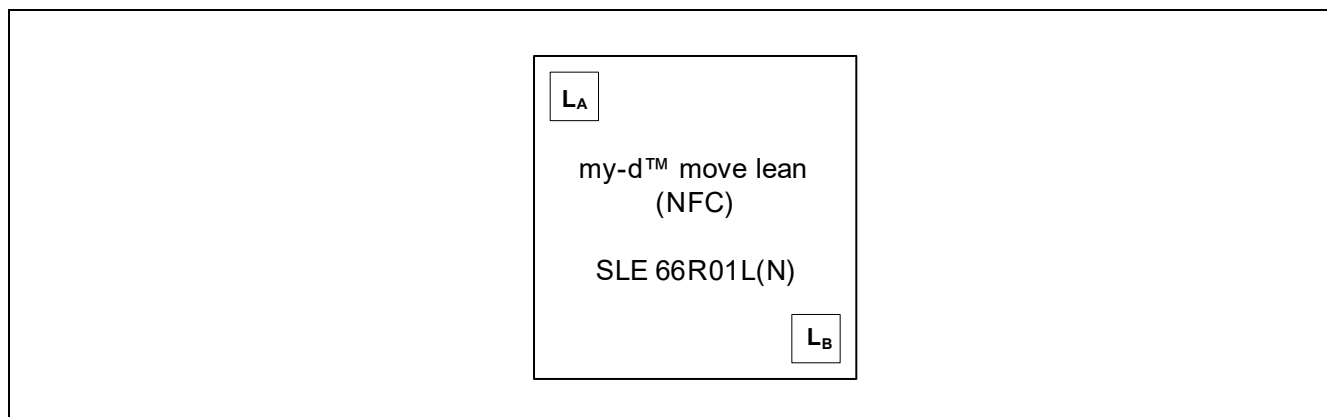 LA
my-d™ move lean
(NFC)
SLE 66R01L(N)
LB